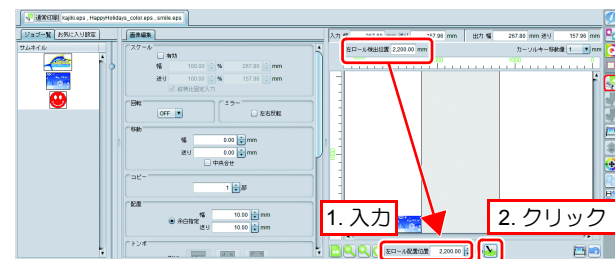 通常印刷 kajiki.eps , HappyHolidays_color.eps , smile.eps
ジョブ一覧 お気に入り設定
サムネイル
画像編集
スケール
有効
幅 100.00 % 267.80 mm
送り 100.00 % 157.96 mm
縦横比固定入力
回転
OFF
ミラー
左右反転
移動
幅 0.00 mm
送り 0.00 mm
中央合せ
コピー
1 部
配置
余白指定
幅 10.00 mm
送り 10.00 mm
トンボ
入力 幅 267.80 mm 送り 157.96 mm 出力 幅 267.80 mm 送り 157.96 mm
左ロール検出位置 2,200.00 mm
カーソルキー移動量 1 mm
1. 入力
2. クリック
左ロール配置位置 2,200.00